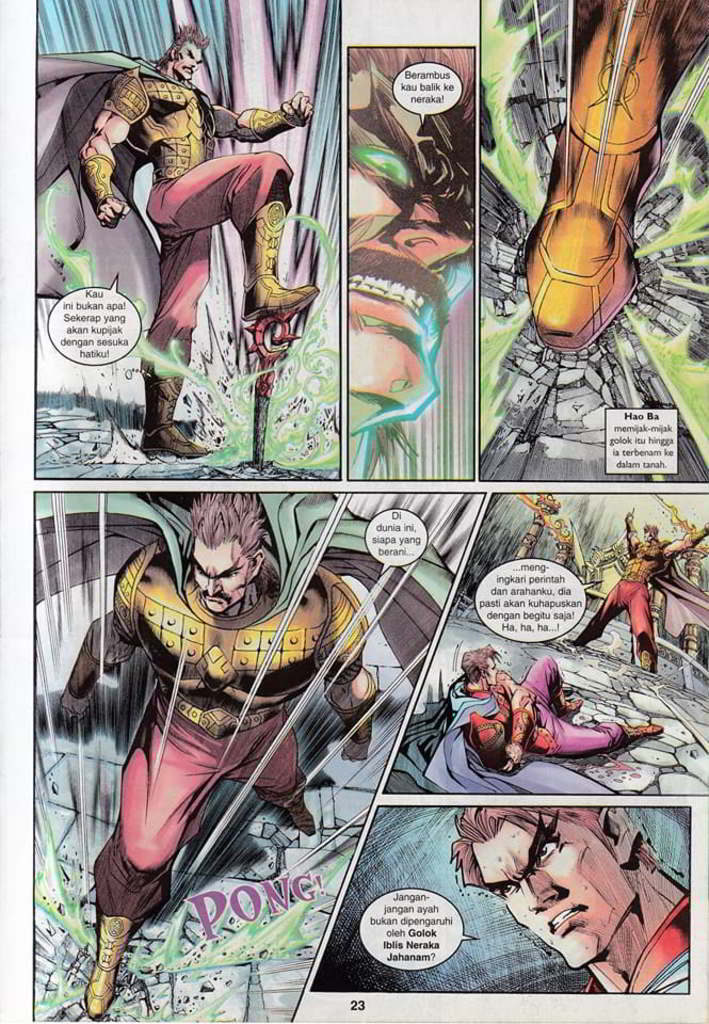 Kau
ini bukan apa?
Sekerap yang
akan kupijak
dengan sesuka
hatiku!
Berambus
kau balik ke
neraka!
Hao Ba
memijak-mijak
golok itu hingga
ia terbenam ke
dalam tanah.
Di
dunia ini,
siapa yang
berani...
...meng-
ingkari perintah
dan arahanku, dia
pasti akan kuhapuskan
dengan begitu saja!
Ha, ha, ha...!
PONG!
Jangan-
jangan ayah
bukan dipengaruhi
oleh Golok
Iblis Neraka
Jahanam?
23